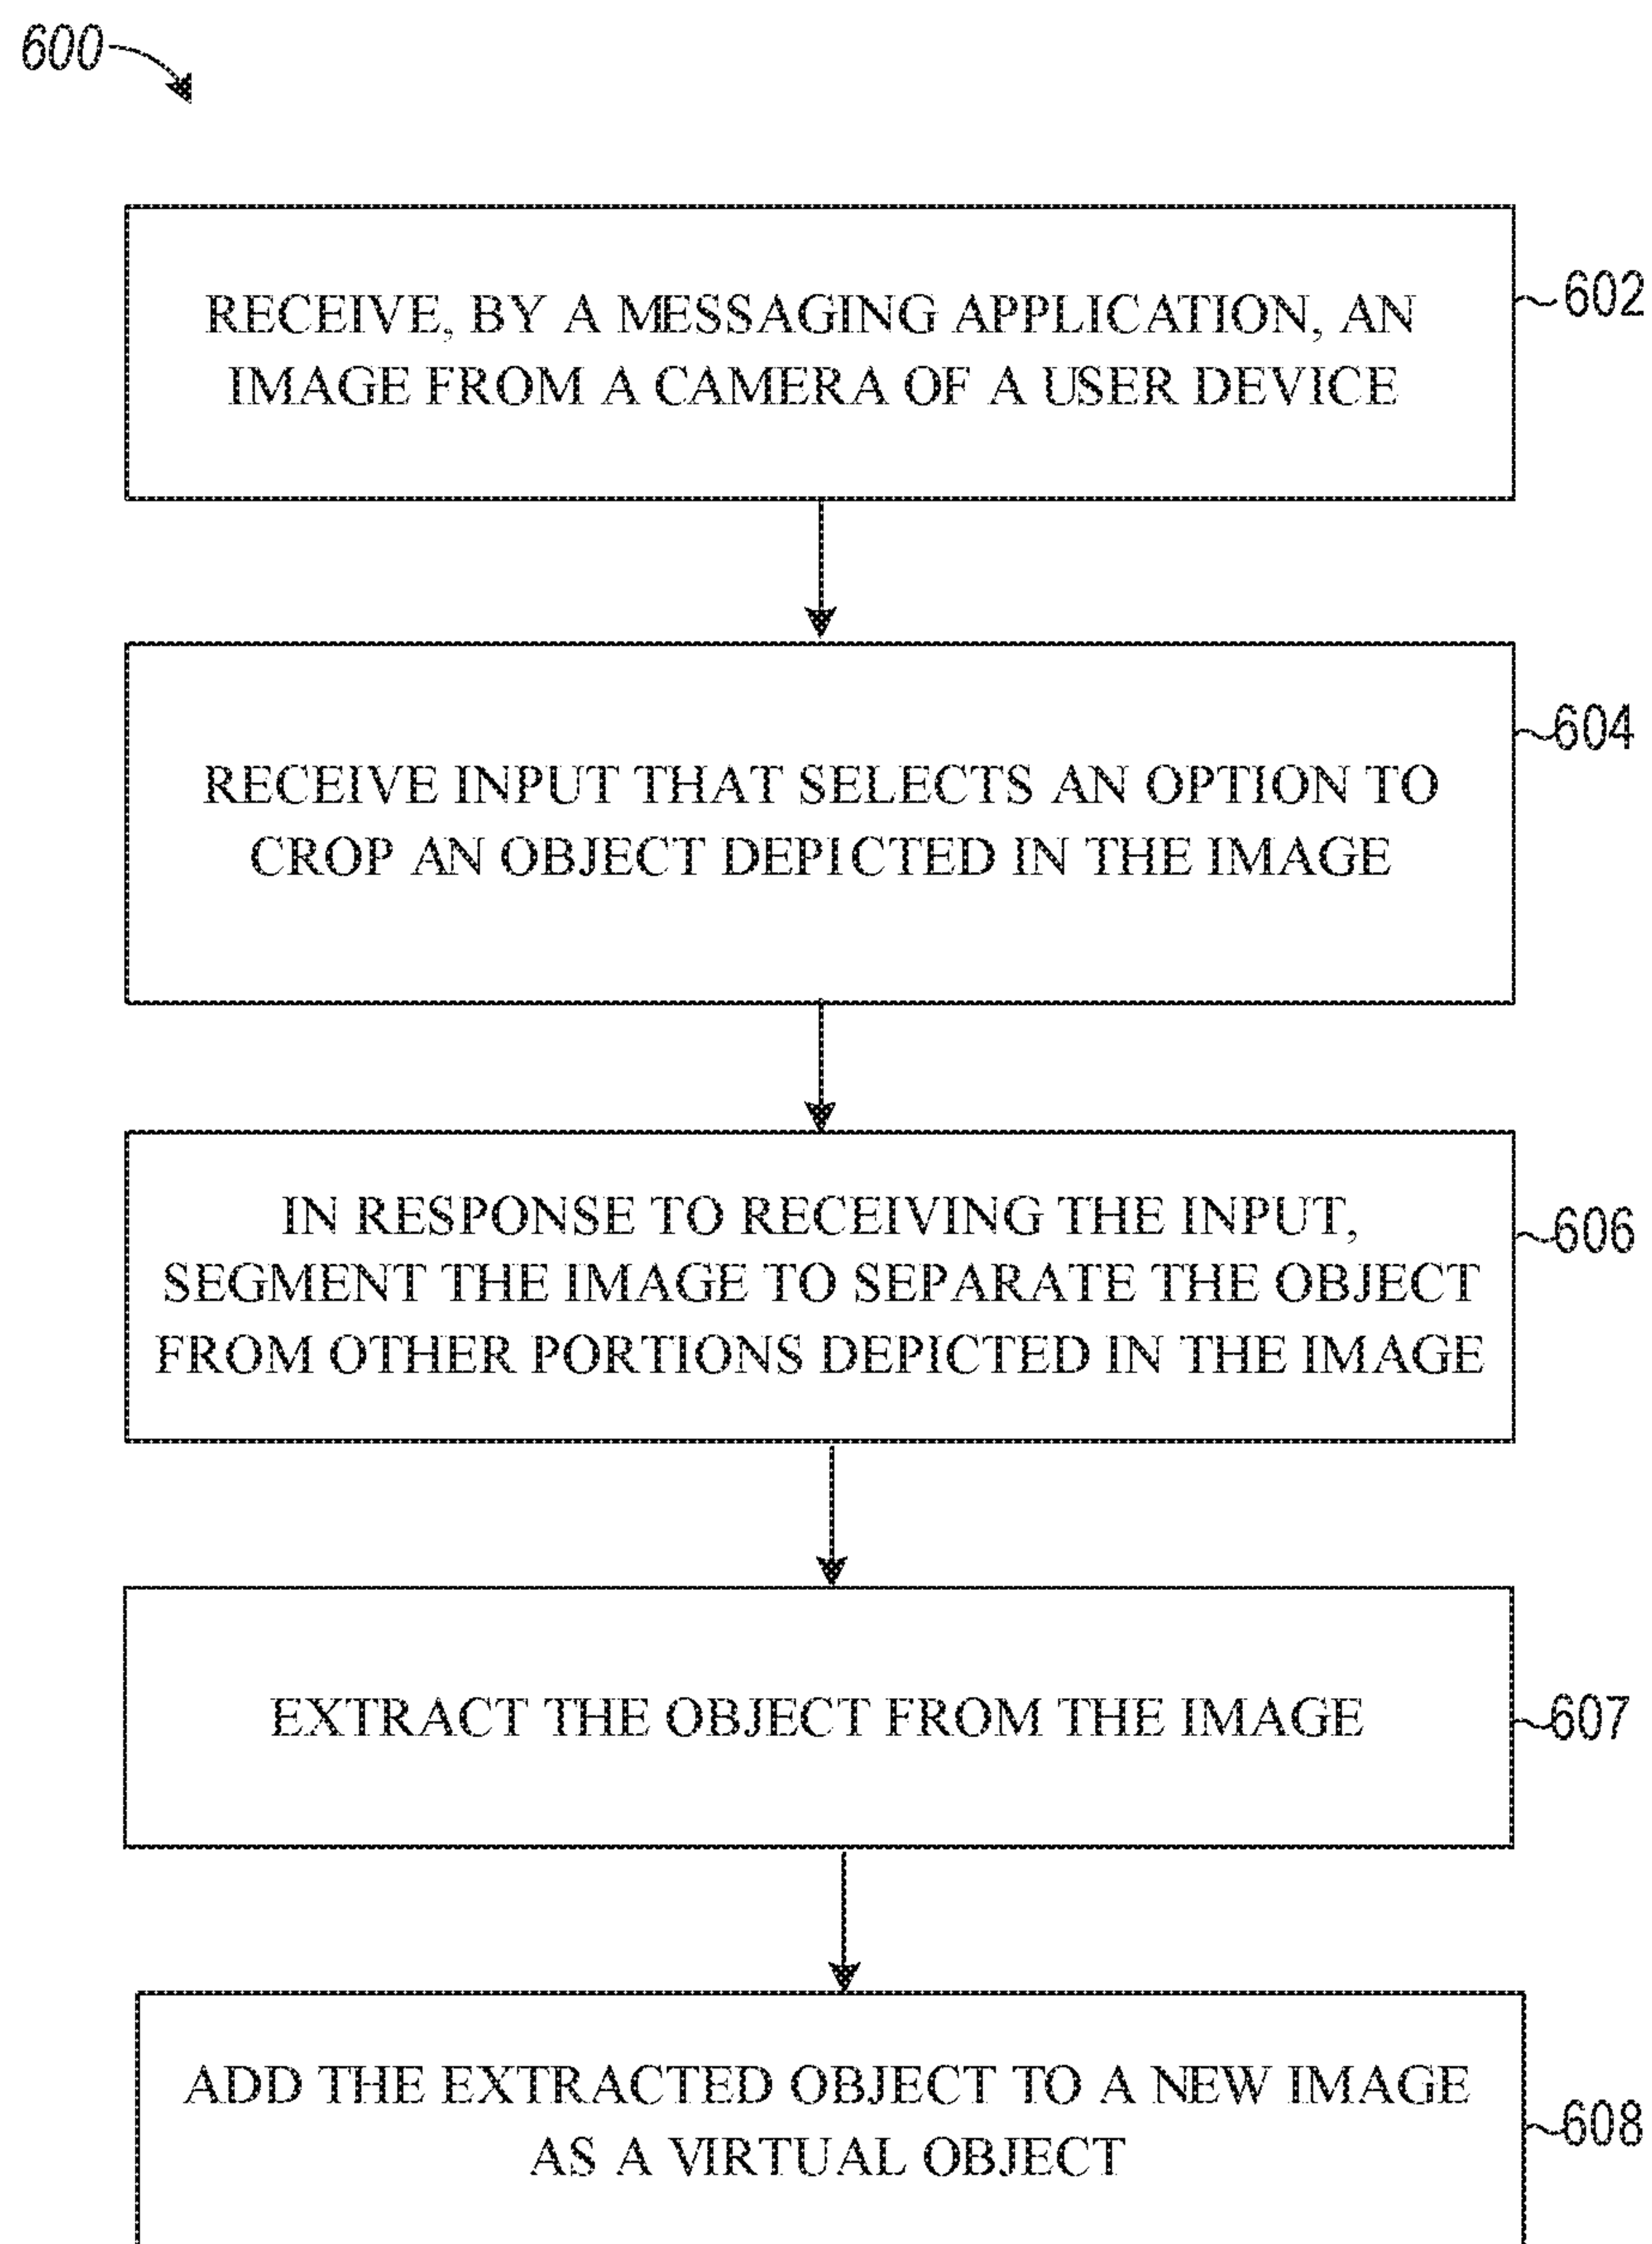 600
RECEIVE, BY A MESSAGING APPLICATION, AN
IMAGE FROM A CAMERA OF A USER DEVICE
602
RECEIVE INPUT THAT SELECTS AN OPTION TO
CROP AN OBJECT DEPICTED IN THE IMAGE
604
IN RESPONSE TO RECEIVING THE INPUT,
SEGMENT THE IMAGE TO SEPARATE THE OBJECT
FROM OTHER PORTIONS DEPICTED IN THE IMAGE
606
EXTRACT THE OBJECT FROM THE IMAGE
607
ADD THE EXTRACTED OBJECT TO A NEW IMAGE
AS A VIRTUAL OBJECT
608